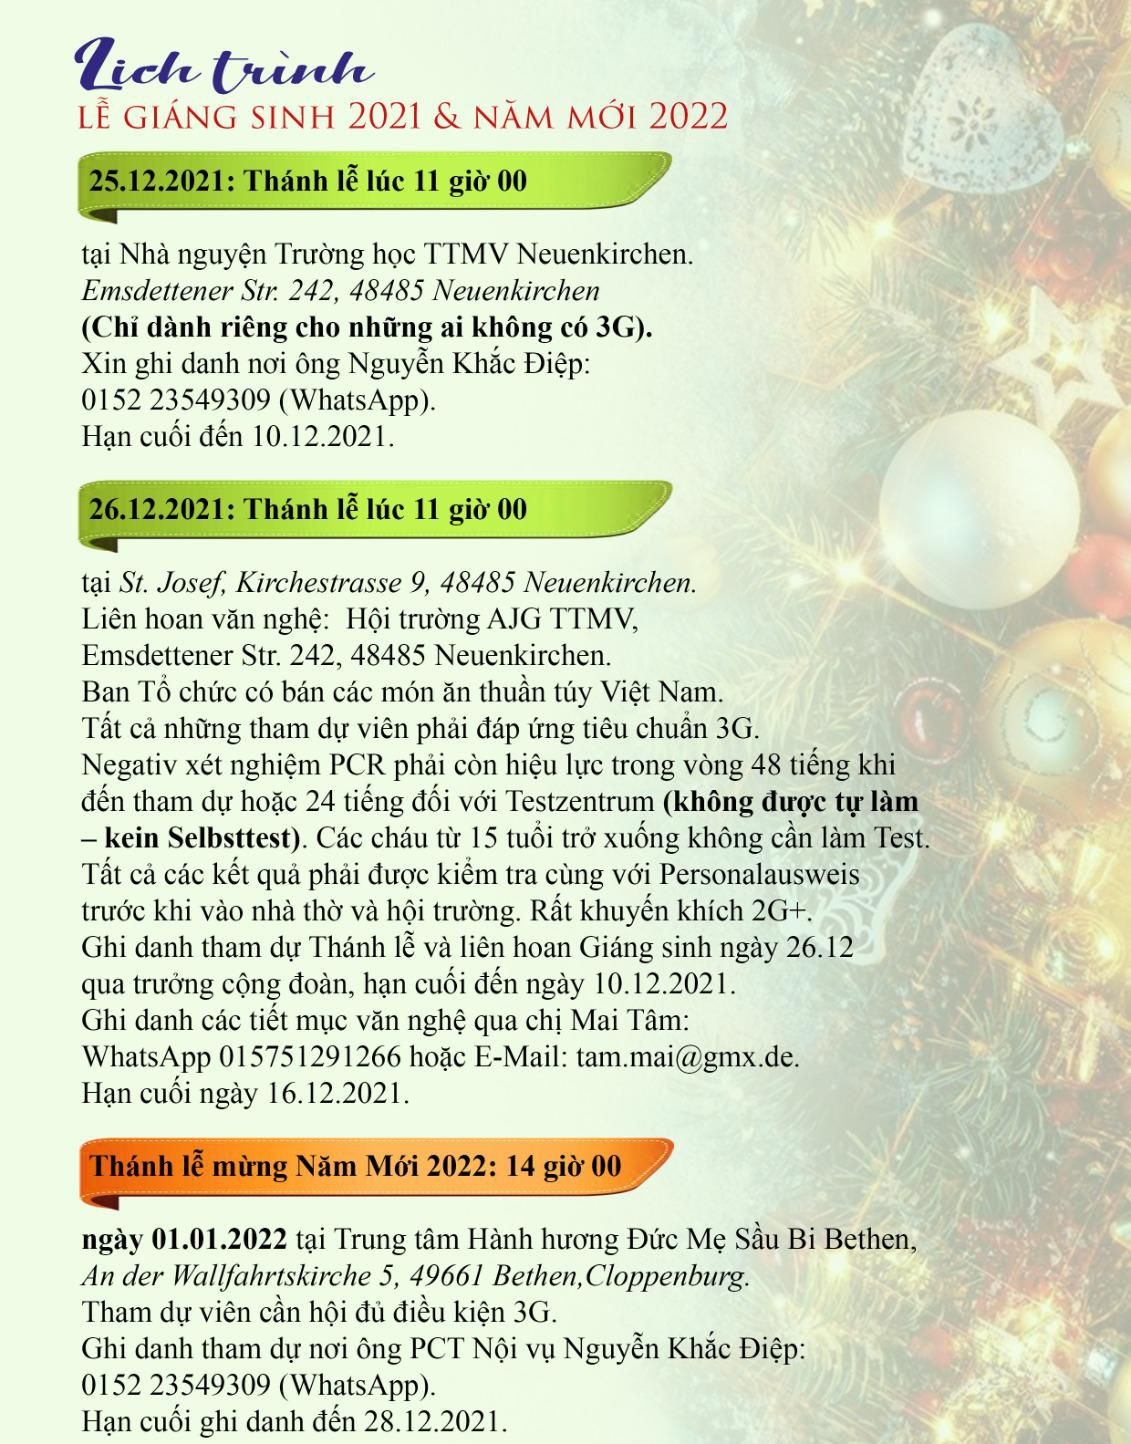 Lịch trình
LỄ GIÁNG SINH 2021 & NĂM MỚI 2022
25.12.2021: Thánh lễ lúc 11 giờ 00
tại Nhà nguyện Trường học TTMV Neuenkirchen.
Emsdettener Str. 242, 48485 Neuenkirchen
(Chỉ dành riêng cho những ai không có 3G).
Xin ghi danh nơi ông Nguyễn Khắc Điệp:
0152 23549309 (WhatsApp).
Hạn cuối đến 10.12.2021.
26.12.2021: Thánh lễ lúc 11 giờ 00
tại St. Josef, Kirchestrasse 9, 48485 Neuenkirchen.
Liên hoan văn nghệ:  Hội trường AJG TTMV,
Emsdettener Str. 242, 48485 Neuenkirchen.
Ban Tổ chức có bán các món ăn thuần túy Việt Nam.
Tất cả những tham dự viên phải đáp ứng tiêu chuẩn 3G.
Negativ xét nghiệm PCR phải còn hiệu lực trong vòng 48 tiếng khi
đến tham dự hoặc 24 tiếng đối với Testzentrum (không được tự làm
– kein Selbsttest). Các cháu từ 15 tuổi trở xuống không cần làm Test.
Tất cả các kết quả phải được kiểm tra cùng với Personalausweis
trước khi vào nhà thờ và hội trường. Rất khuyến khích 2G+.
Ghi danh tham dự Thánh lễ và liên hoan Giáng sinh ngày 26.12
qua trưởng cộng đoàn, hạn cuối đến ngày 10.12.2021.
Ghi danh các tiết mục văn nghệ qua chị Mai Tâm:
WhatsApp 015751291266 hoặc E-Mail: tam.mai@gmx.de.
Hạn cuối ngày 16.12.2021.
Thánh lễ mừng Năm Mới 2022: 14 giờ 00
ngày 01.01.2022 tại Trung tâm Hành hương Đức Mẹ Sầu Bi Bethen,
An der Wallfahrtskirche 5, 49661 Bethen,Cloppenburg.
Tham dự viên cần hội đủ điều kiện 3G.
Ghi danh tham dự nơi ông PCT Nội vụ Nguyễn Khắc Điệp:
0152 23549309 (WhatsApp).
Hạn cuối ghi danh đến 28.12.2021.